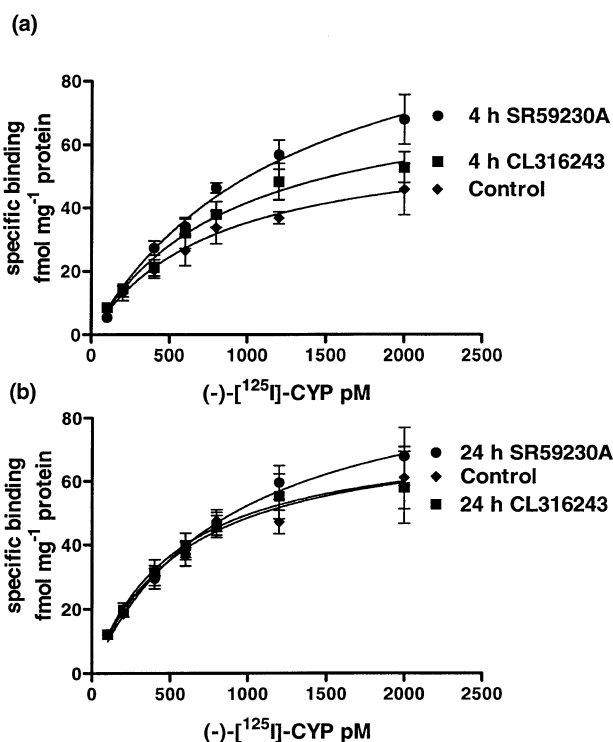 (a)
specific binding
fmol mg⁻¹ protein
80
60
40
20
0
0 500 1000 1500 2000 2500
(-)-[¹²⁵I]-CYP pM
4 h SR59230A
4 h CL316243
Control
(b)
specific binding
fmol mg⁻¹ protein
80
60
40
20
0
0 500 1000 1500 2000 2500
(-)-[¹²⁵I]-CYP pM
24 h SR59230A
Control
24 h CL316243